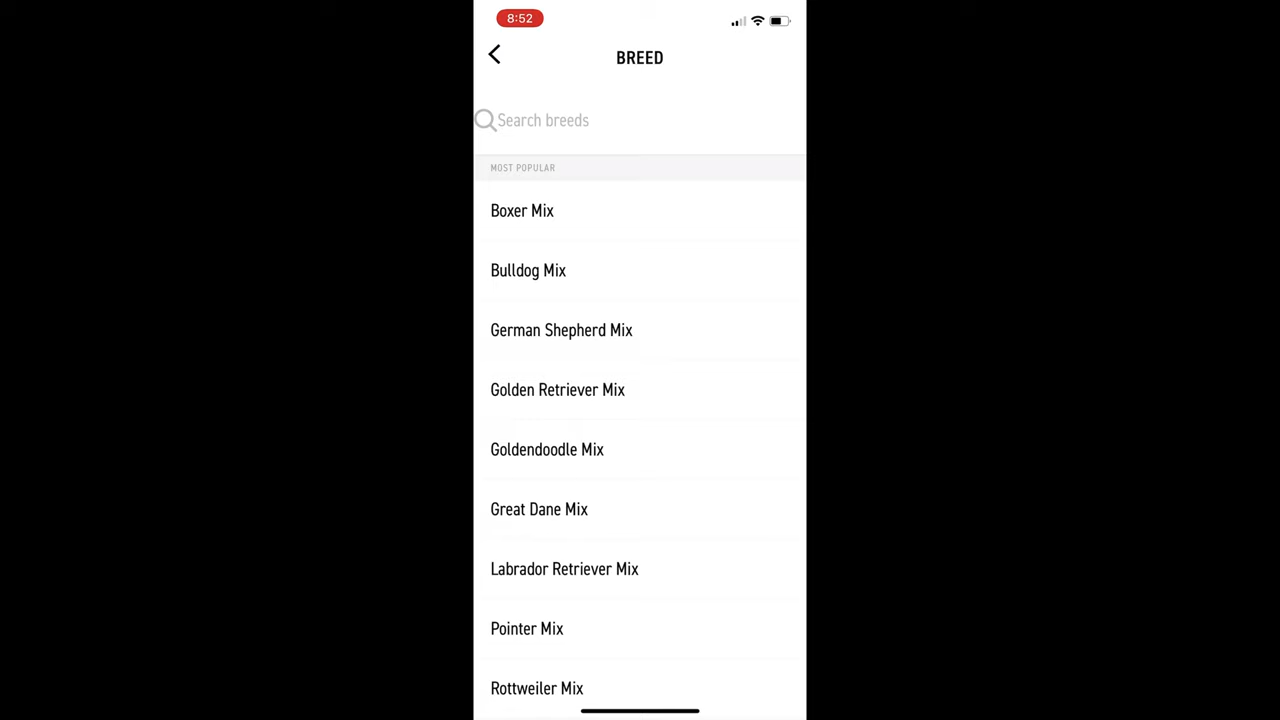 8:52
BREED
Search breeds
MOST POPULAR
Boxer Mix
Bulldog Mix
German Shepherd Mix
Golden Retriever Mix
Goldendoodle Mix
Great Dane Mix
Labrador Retriever Mix
Pointer Mix
Rottweiler Mix